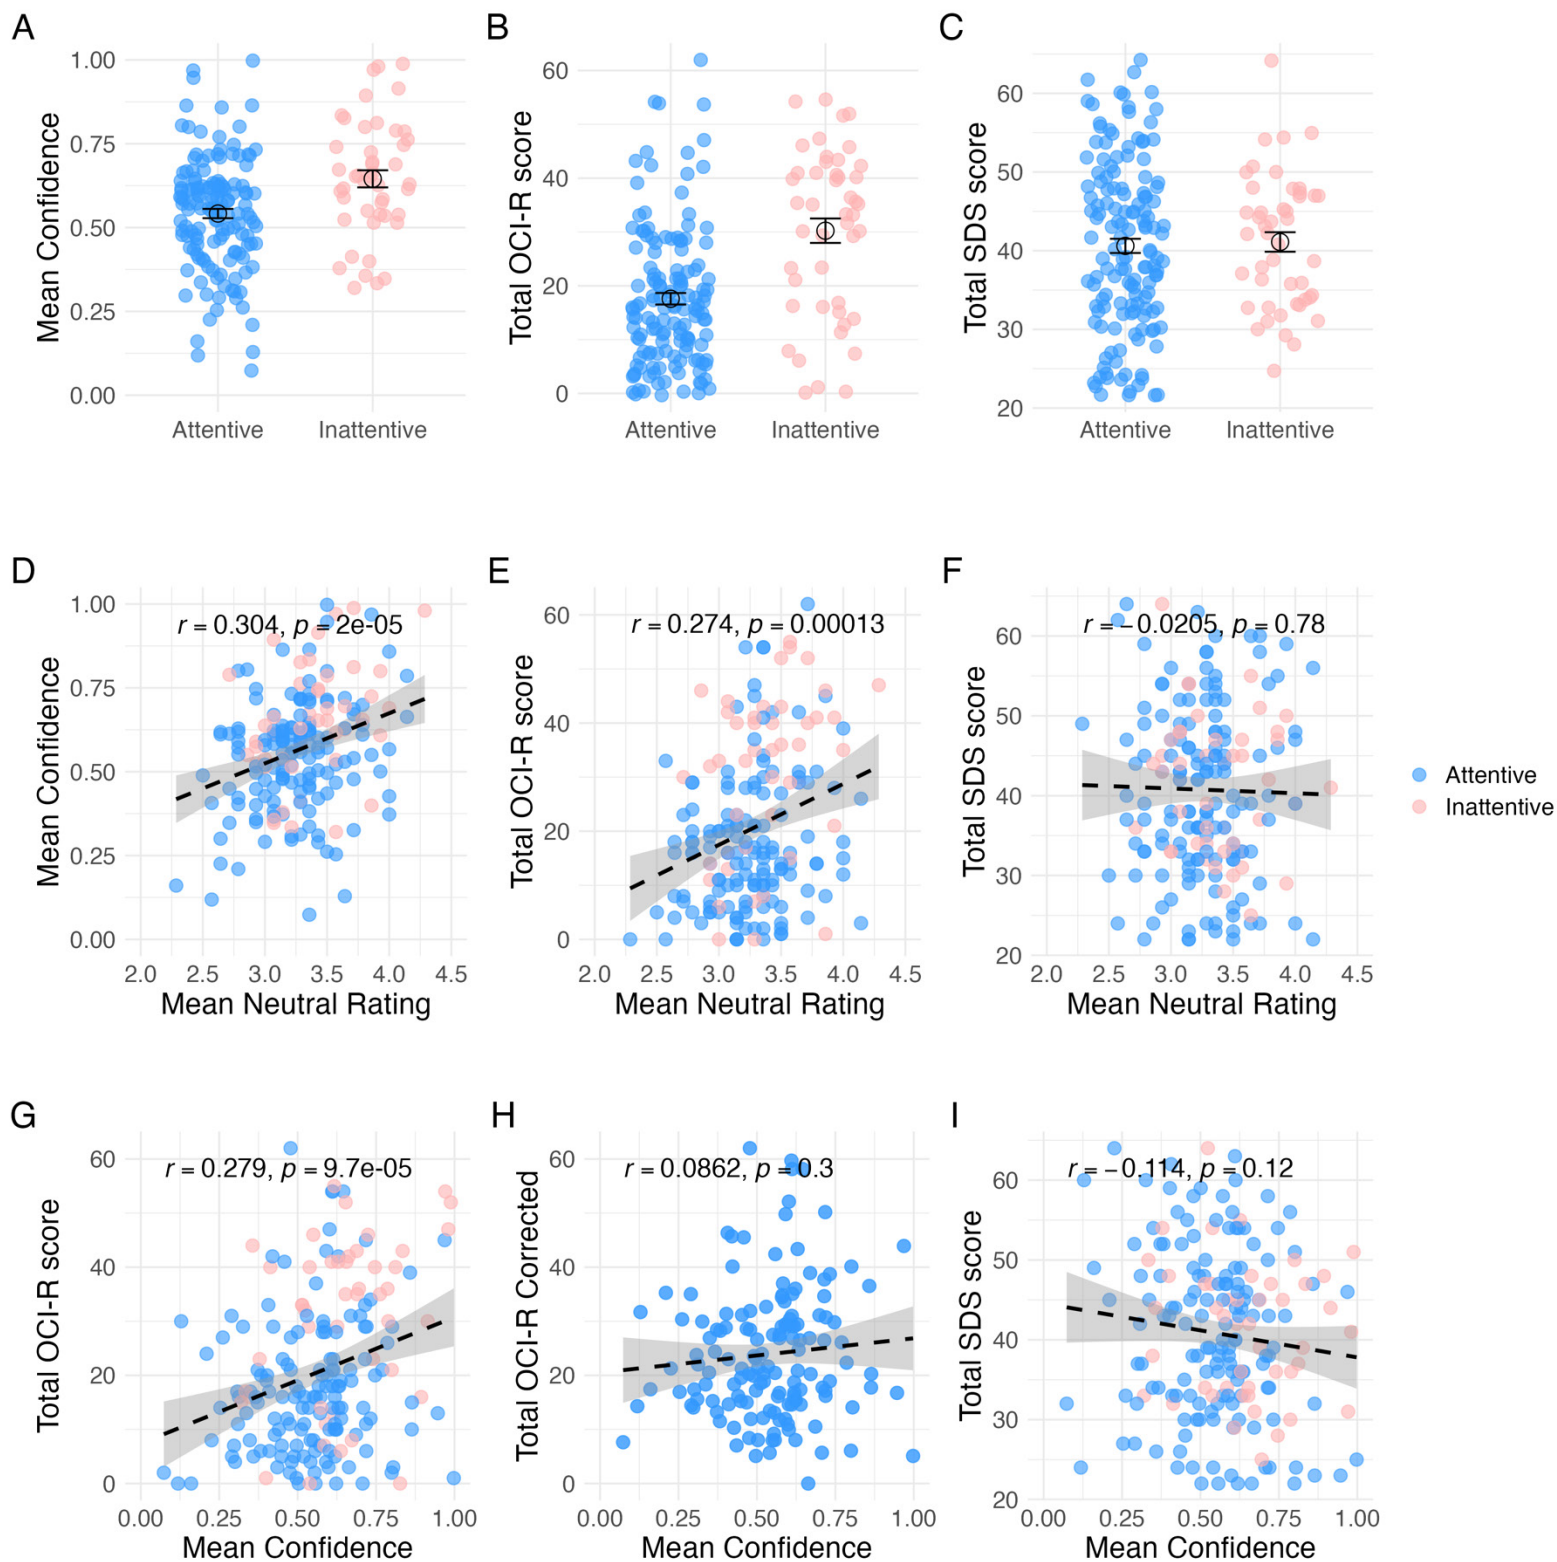 A
Mean Confidence
1.00
0.75
0.50
0.25
0.00
Attentive
Inattentive
B
Total OCI-R score
60
40
20
0
Attentive
Inattentive
C
Total SDS score
60
50
40
30
20
Attentive
Inattentive
D
r = 0.304, p = 2e-05
Mean Confidence
1.00
0.75
0.50
0.25
0.00
2.0 2.5 3.0 3.5 4.0 4.5
Mean Neutral Rating
E
r = 0.274, p = 0.00013
Total OCI-R score
60
40
20
0
2.0 2.5 3.0 3.5 4.0 4.5
Mean Neutral Rating
F
r = −0.0205, p = 0.78
Total SDS score
60
50
40
30
20
2.0 2.5 3.0 3.5 4.0 4.5
Mean Neutral Rating
Attentive
Inattentive
G
r = 0.279, p = 9.7e-05
Total OCI-R score
60
40
20
0
0.00 0.25 0.50 0.75 1.00
Mean Confidence
H
r = 0.0862, p = 0.3
Total OCI-R Corrected
60
40
20
0
0.00 0.25 0.50 0.75 1.00
Mean Confidence
I
r = −0.114, p = 0.12
Total SDS score
60
50
40
30
20
0.00 0.25 0.50 0.75 1.00
Mean Confidence